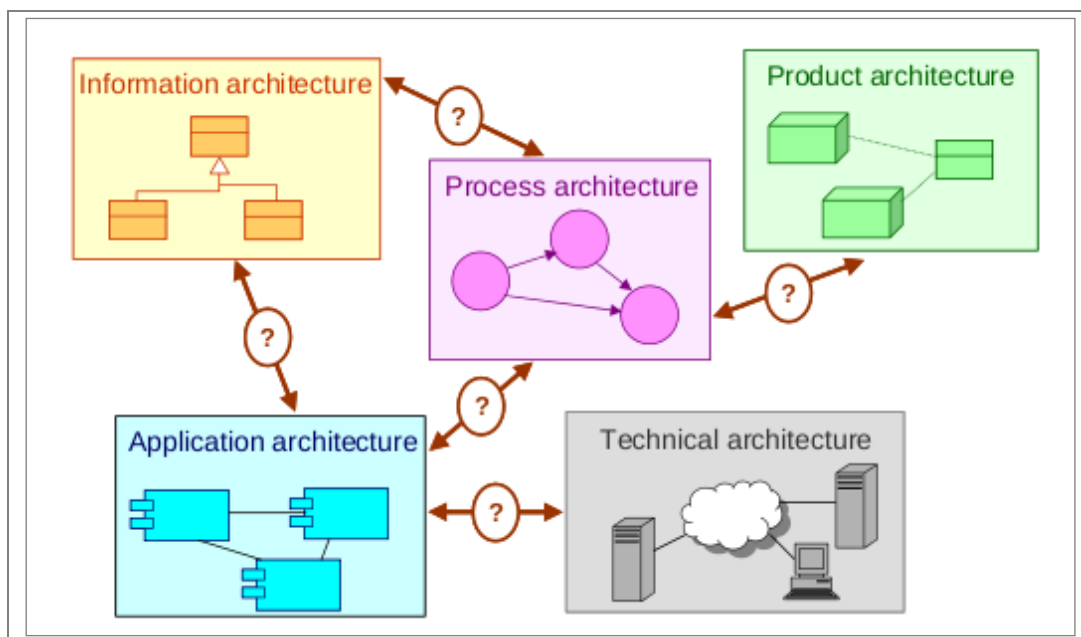 Information architecture
Product architecture
?
Process architecture
?
?
?
Application architecture
Technical architecture
?